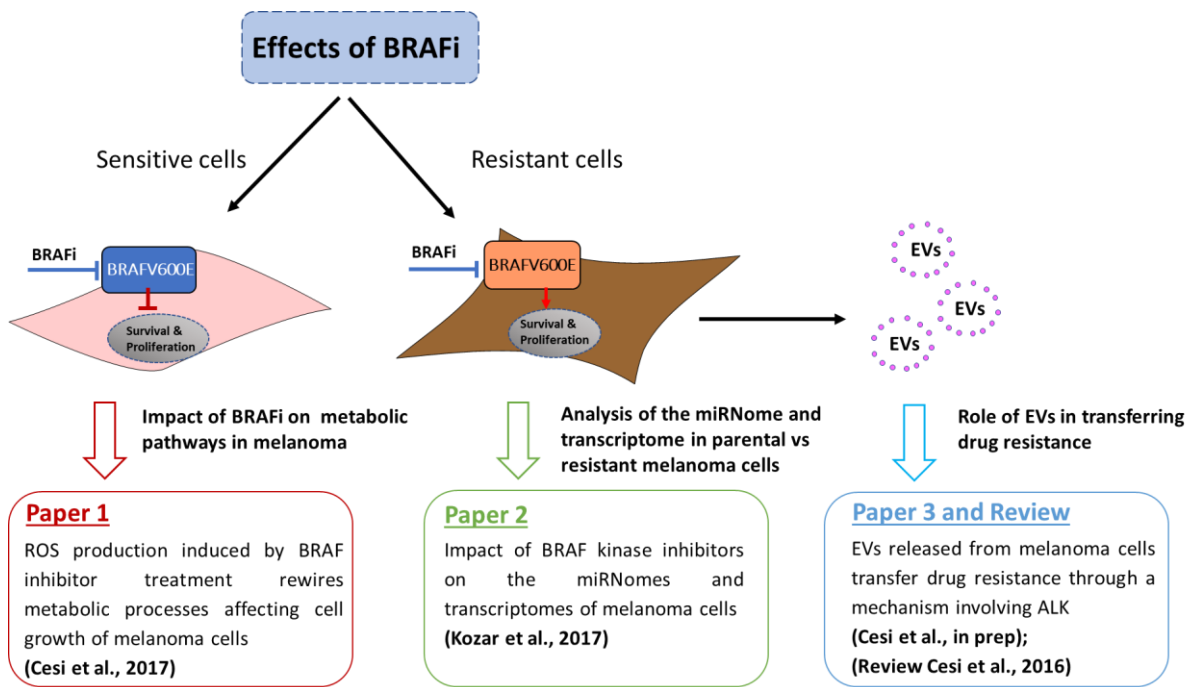 Effects of BRAFi
Sensitive cells
Resistant cells
BRAFi
BRAFV600E
Survival &
Proliferation
BRAFi
BRAFV600E
Survival &
Proliferation
EVs
EVs
EVs
Impact of BRAFi on metabolic
pathways in melanoma
Analysis of the miRNome and
transcriptome in parental vs
resistant melanoma cells
Role of EVs in transferring
drug resistance
Paper 1
ROS production induced by BRAF
inhibitor treatment rewires
metabolic processes affecting cell
growth of melanoma cells
(Cesi et al., 2017)
Paper 2
Impact of BRAF kinase inhibitors
on the miRNomes and
transcriptomes of melanoma cells
(Kozar et al., 2017)
Paper 3 and Review
EVs released from melanoma cells
transfer drug resistance through a
mechanism involving ALK
(Cesi et al., in prep);
(Review Cesi et al., 2016)